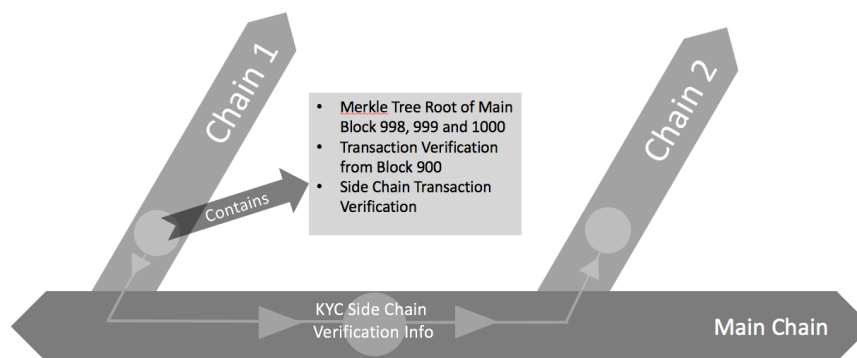 Chain 1
Chain 2
• Merkle Tree Root of Main
Block 998, 999 and 1000
• Transaction Verification
from Block 900
• Side Chain Transaction
Verification
Contains
KYC Side Chain
Verification Info
Main Chain